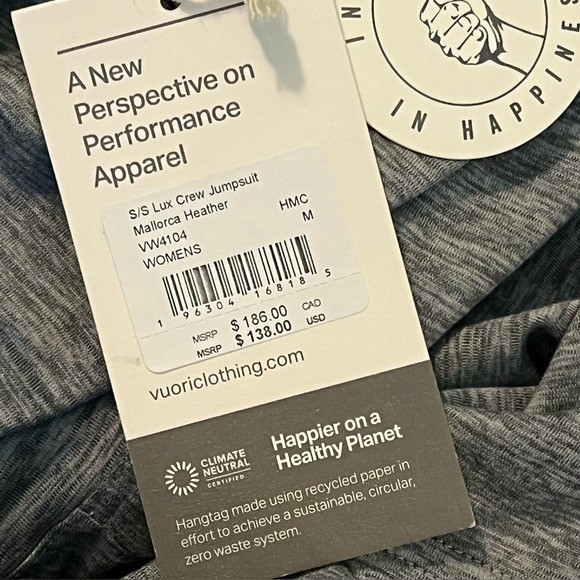 A New
Perspective on
Performance
Apparel
S/S Lux Crew Jumpsuit
Mallorca Heather HMC
VW4104 M
WOMENS
1 96304 16818 5
MSRP $186.00 CAD
MSRP $138.00 USD
vuoriclothing.com
CLIMATE
NEUTRAL
CERTIFIED
Happier on a
Healthy Planet
Hangtag made using recycled paper in
effort to achieve a sustainable, circular,
zero waste system.
IN IN HAPPINES